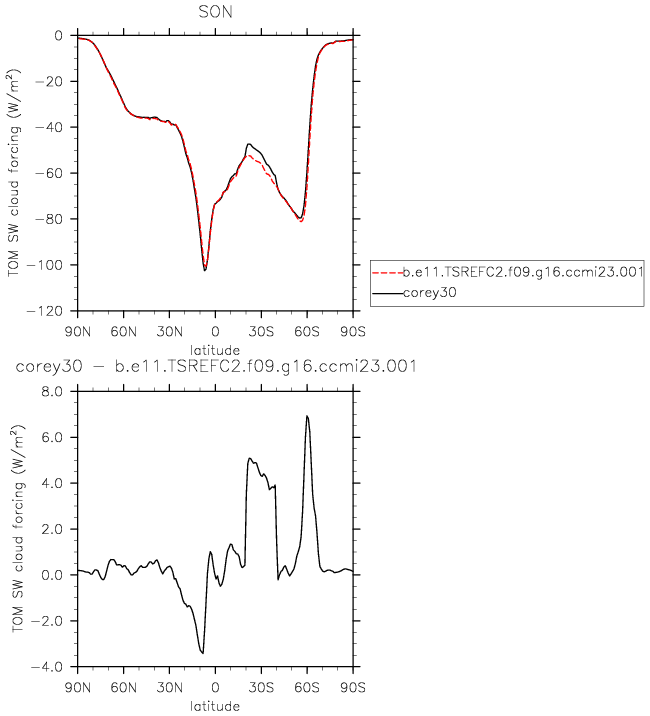 SON
TOM SW cloud forcing (W/m²)
0
−20
−40
−60
−80
−100
−120
90N 60N 30N 0 30S 60S 90S
latitude
b.e11.TSREFC2.f09.g16.ccmi23.001
corey30
corey30 − b.e11.TSREFC2.f09.g16.ccmi23.001
TOM SW cloud forcing (W/m²)
8.0
6.0
4.0
2.0
0.0
−2.0
−4.0
90N 60N 30N 0 30S 60S 90S
latitude